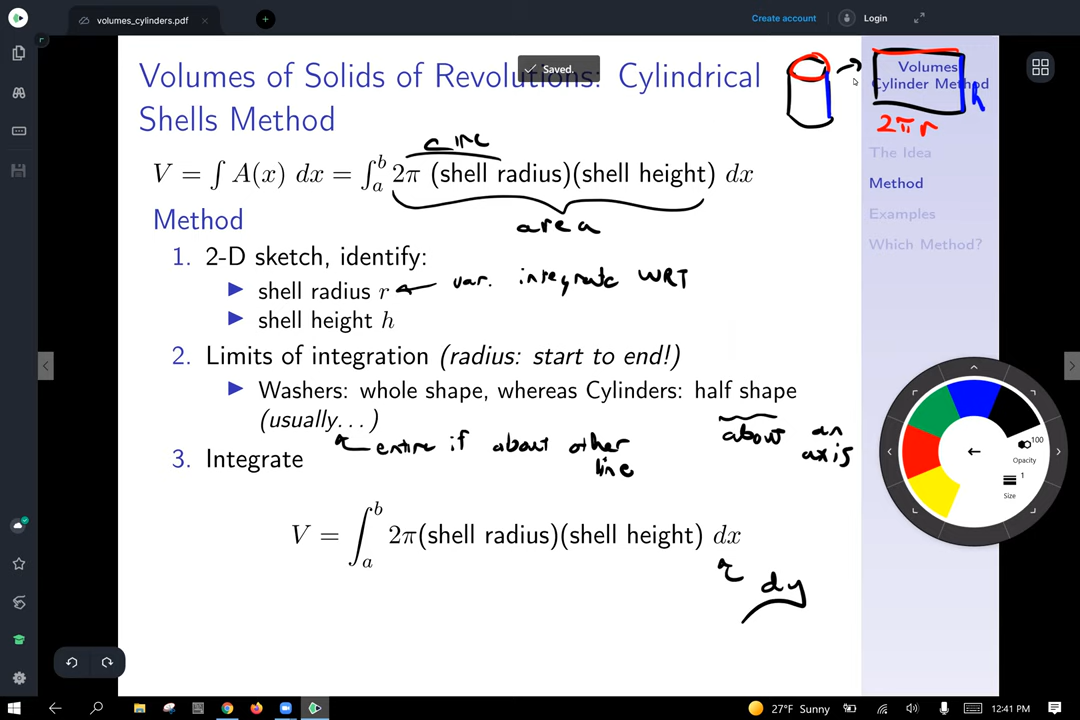 volumes_cylinders.pdf
Create account
Login
Volumes of Solids of Revolutions: Cylindrical
Shells Method
✓ Saved.
Volumes
Cylinder Method
h
2πr
The Idea
Method
Examples
Which Method?
circ
V = ∫ A(x) dx = ∫_a^b 2π (shell radius)(shell height) dx
area
Method
1. 2-D sketch, identify:
▶ shell radius r ← var. integrate WRT
▶ shell height h
2. Limits of integration (radius: start to end!)
▶ Washers: whole shape, whereas Cylinders: half shape
(usually...)
about an
axis
entire if about other
line
3. Integrate
V = ∫_a^b 2π(shell radius)(shell height) dx
dy
100
Opacity
1
Size
27°F Sunny
12:41 PM